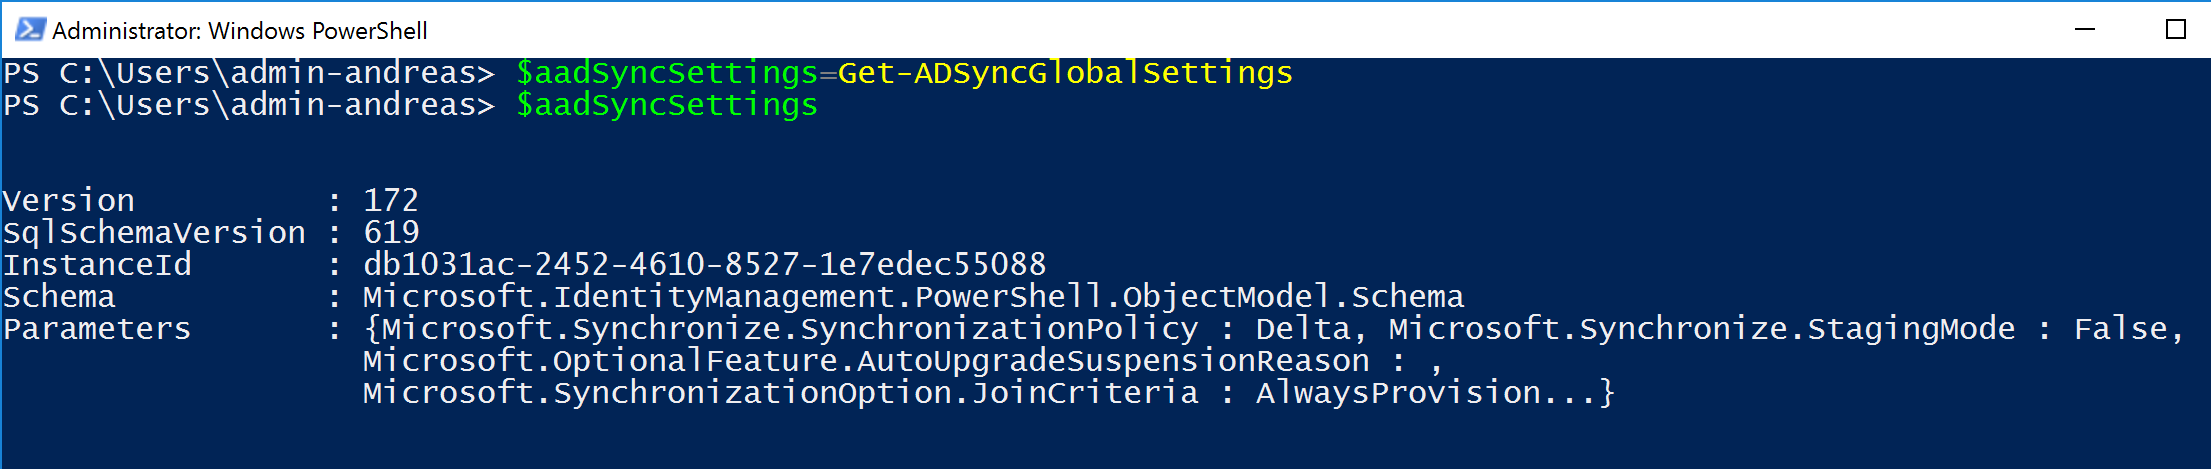 Administrator: Windows PowerShell
PS C:\Users\admin-andreas> $aadSyncSettings=Get-ADSyncGlobalSettings
PS C:\Users\admin-andreas> $aadSyncSettings
Version : 172
SqlSchemaVersion : 619
InstanceId : db1031ac-2452-4610-8527-1e7edec55088
Schema : Microsoft.IdentityManagement.PowerShell.ObjectModel.Schema
Parameters : {Microsoft.Synchronize.SynchronizationPolicy : Delta, Microsoft.Synchronize.StagingMode : False,
Microsoft.OptionalFeature.AutoUpgradeSuspensionReason : ,
Microsoft.SynchronizationOption.JoinCriteria : AlwaysProvision...}